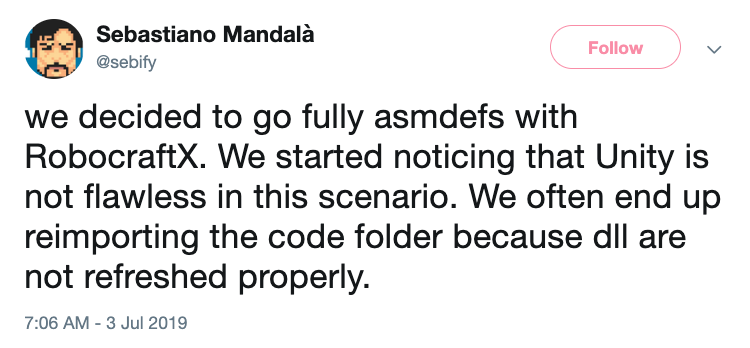 Sebastiano Mandalà
@sebify
Follow
we decided to go fully asmdefs with
RobocraftX. We started noticing that Unity is
not flawless in this scenario. We often end up
reimporting the code folder because dll are
not refreshed properly.
7:06 AM - 3 Jul 2019